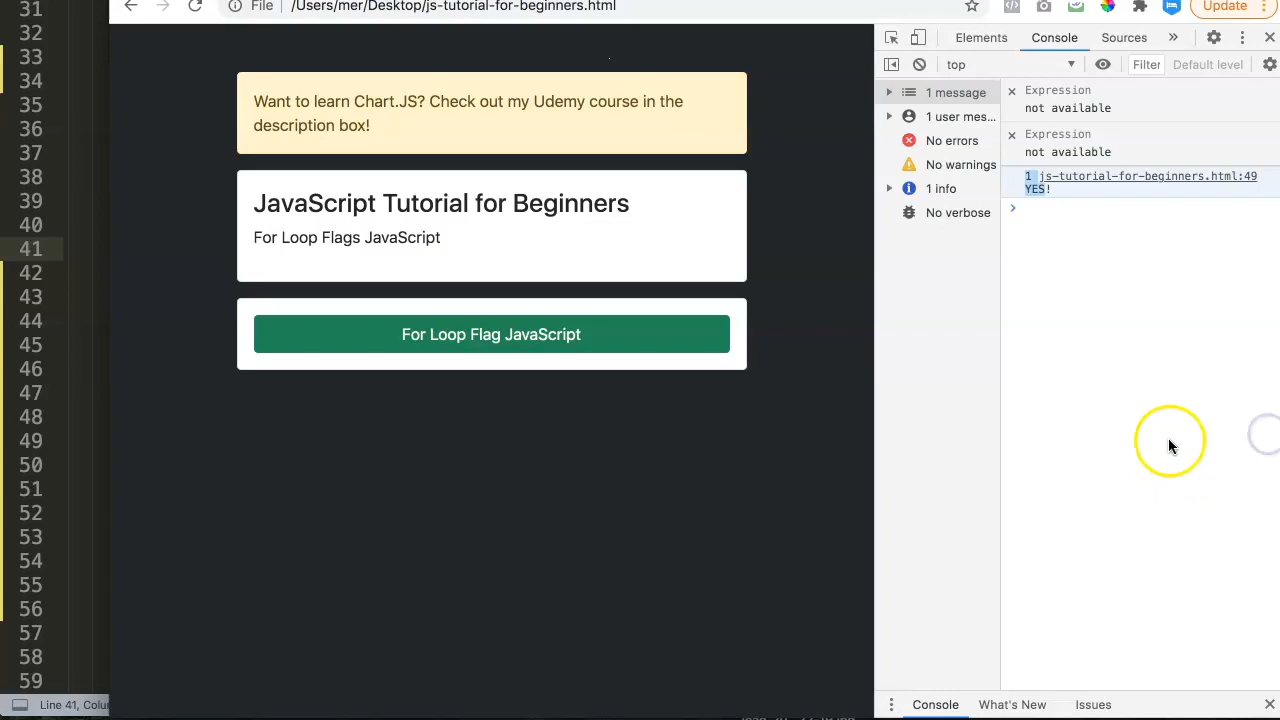 31
32
33
34
35
36
37
38
39
40
41
42
43
44
45
46
47
48
49
50
51
52
53
54
55
56
57
58
59
Line 41, Colu
File /Users/mer/Desktop/js-tutorial-for-beginners.html
Update
Want to learn Chart.JS? Check out my Udemy course in the
description box!
JavaScript Tutorial for Beginners
For Loop Flags JavaScript
For Loop Flag JavaScript
Elements Console Sources »
top Filter Default level
1 message
1 user mes...
No errors
No warnings
1 info
No verbose
Expression
not available
Expression
not available
1 js-tutorial-for-beginners.html:49
YES!
Console What's New Issues